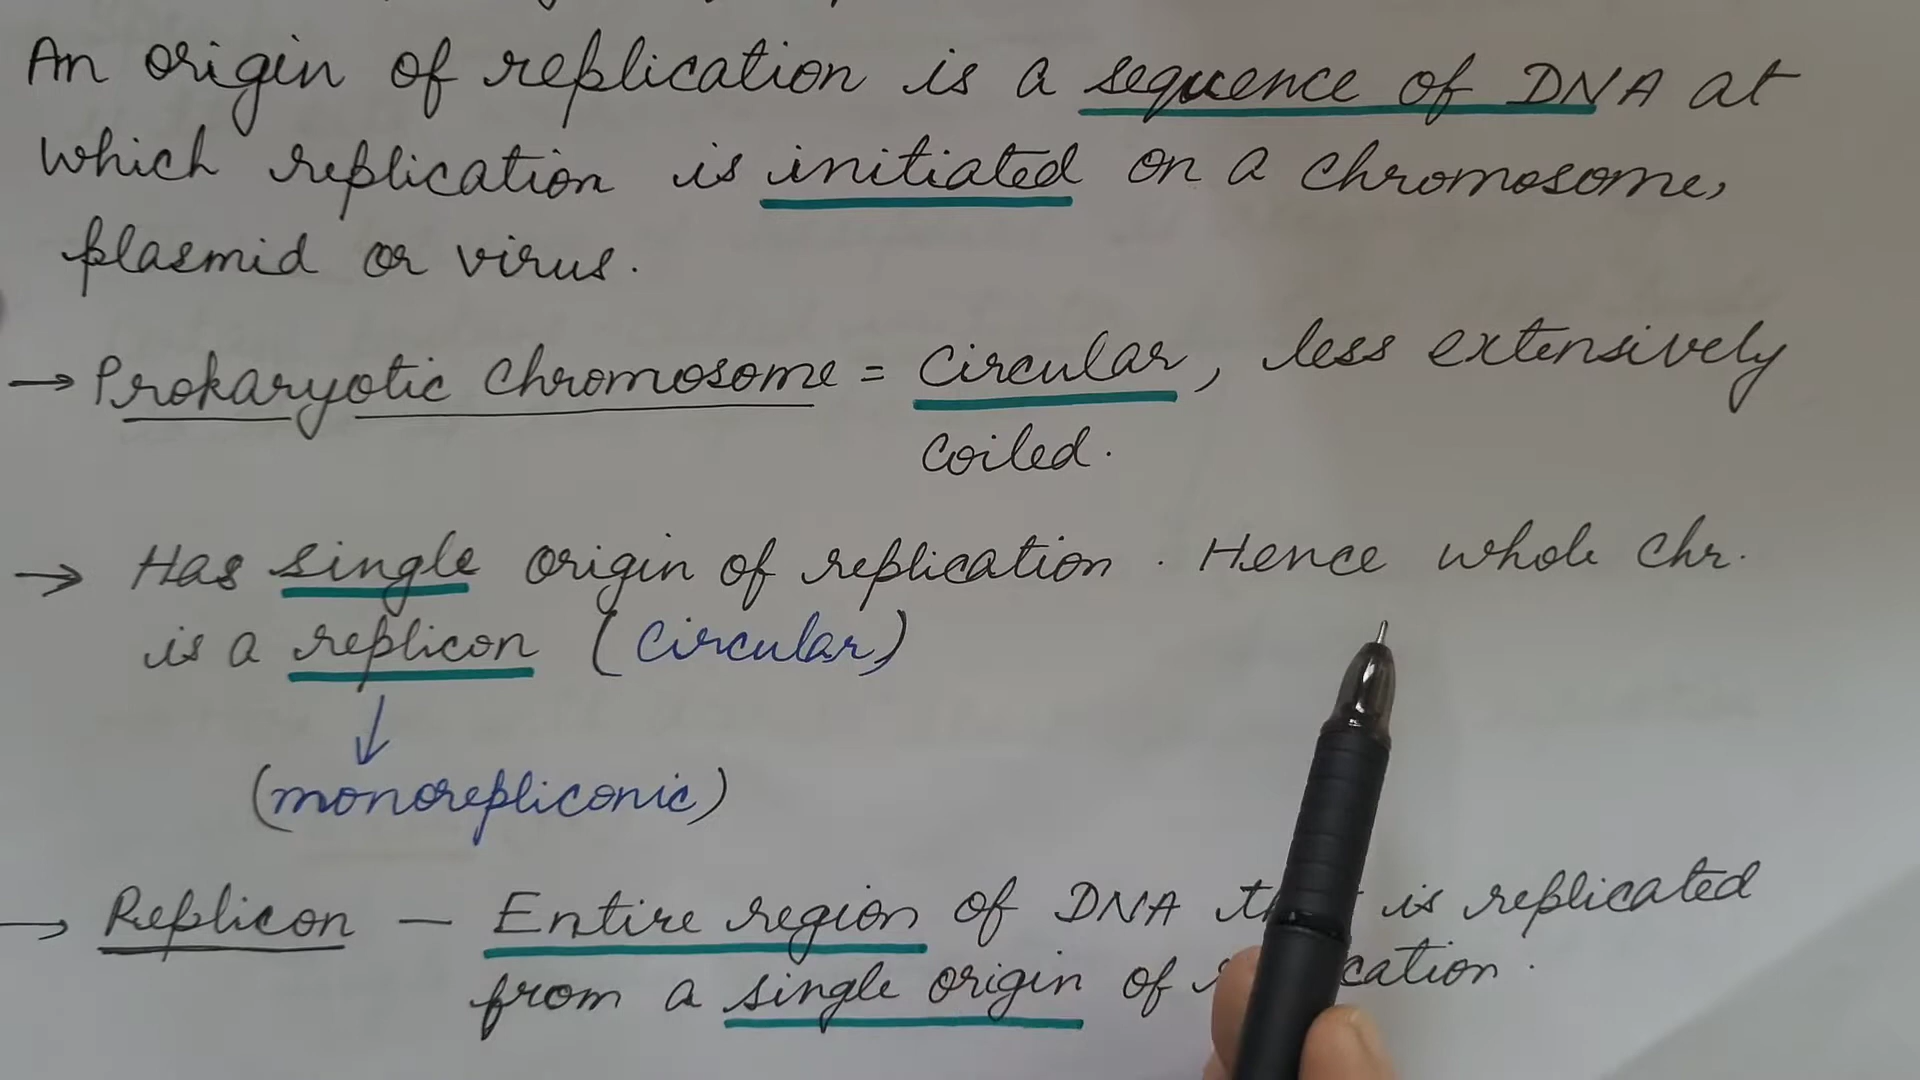 An origin of replication is a sequence of DNA at
which replication is initiated on a chromosome,
plasmid or virus.
→ Prokaryotic chromosome = Circular, less extensively
coiled.
→ Has single origin of replication. Hence whole chr.
is a replicon (circular)
↓
(monorepliconic)
→ Replicon — Entire region of DNA is replicated
from a single origin of